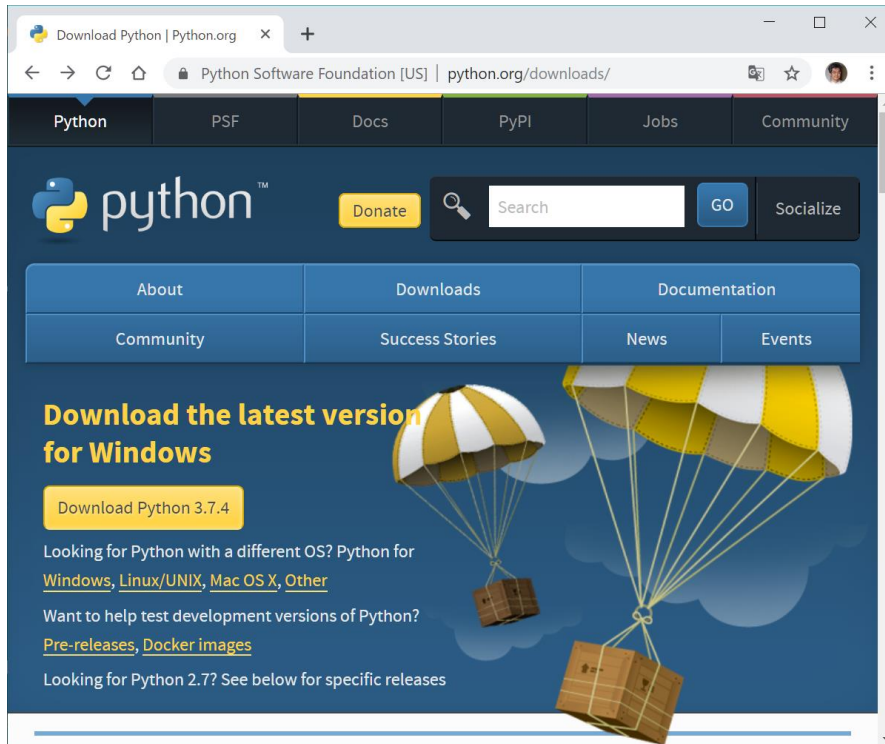 Download Python | Python.org
Python Software Foundation [US] | python.org/downloads/
Python PSF Docs PyPI Jobs Community
python™
Donate
Search
GO
Socialize
About Downloads Documentation
Community Success Stories News Events
Download the latest version
for Windows
Download Python 3.7.4
Looking for Python with a different OS? Python for
Windows, Linux/UNIX, Mac OS X, Other
Want to help test development versions of Python?
Pre-releases, Docker images
Looking for Python 2.7? See below for specific releases